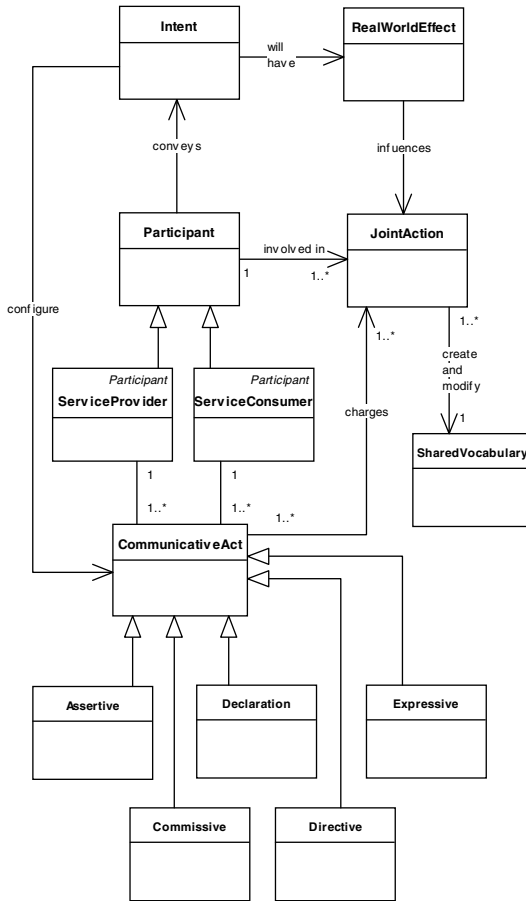 Intent
RealWorldEffect
will
have
conveys
infuences
Participant
JointAction
involved in
1
1..*
configure
1..*
1..*
create
and
modify
1
Participant
ServiceProvider
Participant
ServiceConsumer
charges
SharedVocabulary
1
1
1..*
1..*
1..*
CommunicativeAct
Assertive
Declaration
Expressive
Commissive
Directive